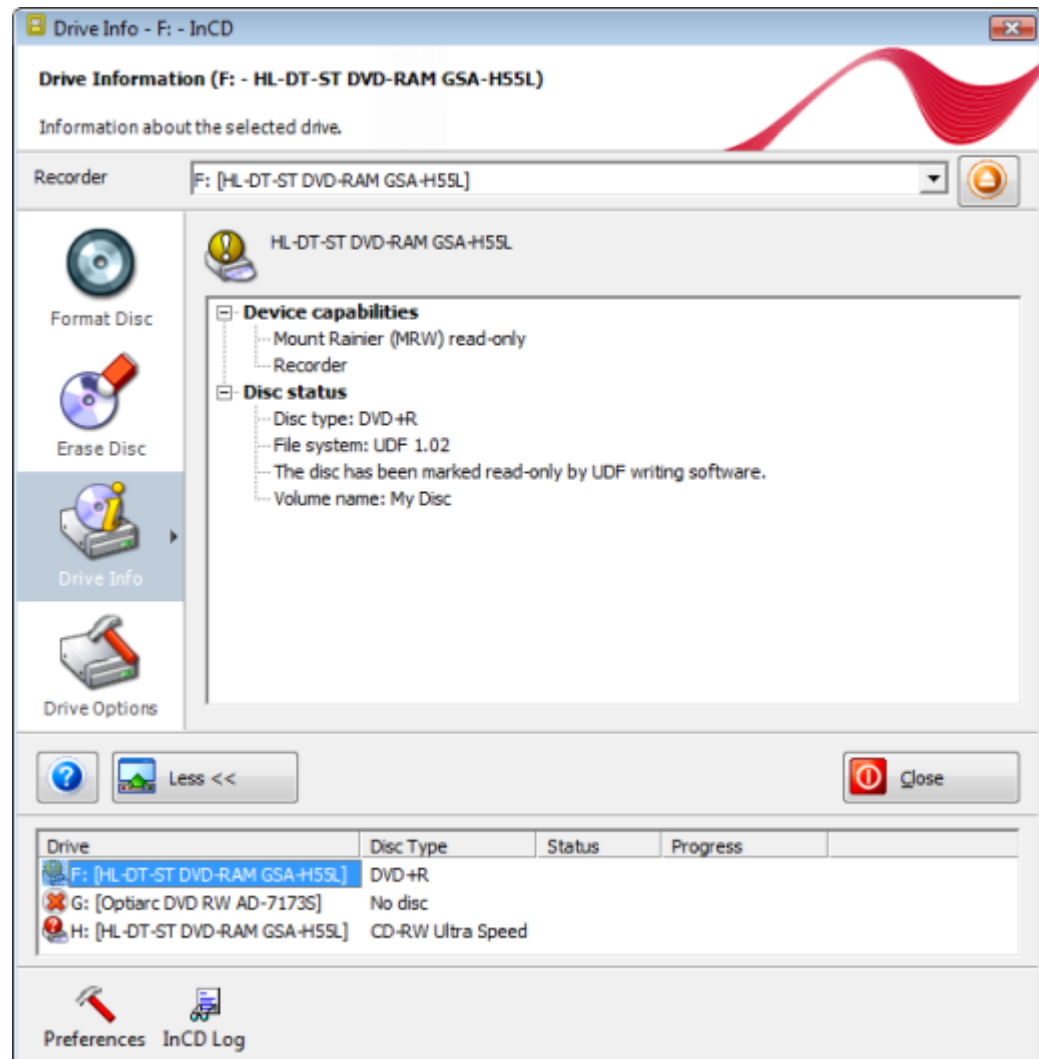 Drive Info - F: - InCD
Drive Information (F: - HL-DT-ST DVD-RAM GSA-H55L)
Information about the selected drive.
Recorder
F: [HL-DT-ST DVD-RAM GSA-H55L]
HL-DT-ST DVD-RAM GSA-H55L
Format Disc
Erase Disc
Drive Info
Drive Options
Device capabilities
Mount Rainier (MRW) read-only
Recorder
Disc status
Disc type: DVD+R
File system: UDF 1.02
The disc has been marked read-only by UDF writing software.
Volume name: My Disc
Less <<
Close
Drive Disc Type Status Progress
F: [HL-DT-ST DVD-RAM GSA-H55L] DVD+R
G: [Optiarc DVD RW AD-7173S] No disc
H: [HL-DT-ST DVD-RAM GSA-H55L] CD-RW Ultra Speed
Preferences InCD Log